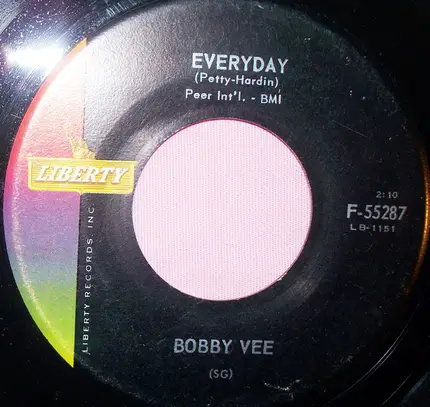 EVERYDAY
(Petty-Hardin)
Peer Int'l. - BMI
LIBERTY
2:10
F-55287
LB-1151
LIBERTY RECORDS, INC.
BOBBY VEE
(SG)